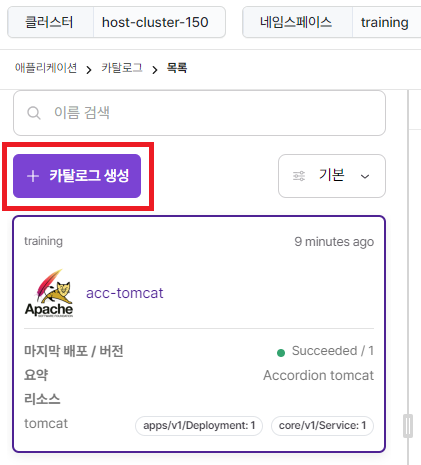 클러스터 host-cluster-150 네임스페이스 training
애플리케이션 > 카탈로그 > 목록
이름 검색
+ 카탈로그 생성 기본
training 9 minutes ago
Apache
SOFTWARE FOUNDATION
acc-tomcat
마지막 배포 / 버전 Succeeded / 1
요약 Accordion tomcat
리소스
tomcat apps/v1/Deployment: 1 core/v1/Service: 1